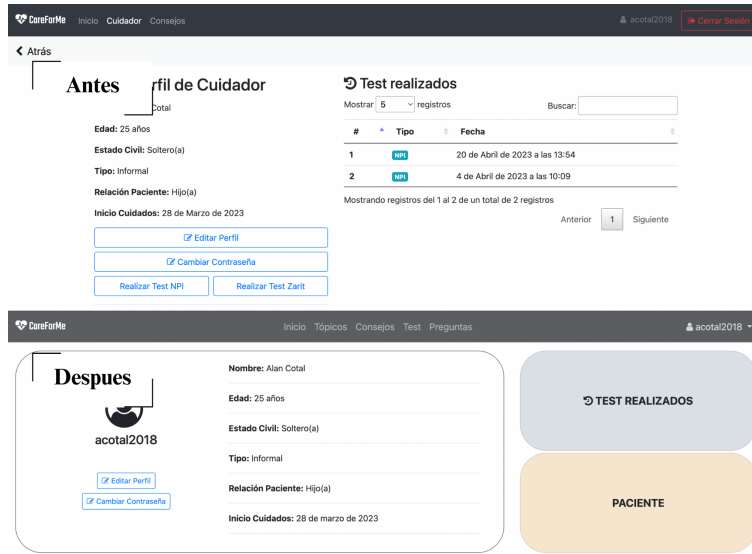 CareForMe Inicio Cuidador Consejos acotal2018 Cerrar Sesión
Atrás
Antes
rfil de Cuidador
Cotal
Edad: 25 años
Estado Civil: Soltero(a)
Tipo: Informal
Relación Paciente: Hijo(a)
Inicio Cuidados: 28 de Marzo de 2023
Editar Perfil
Cambiar Contraseña
Realizar Test NPI Realizar Test Zarit
Test realizados
Mostrar 5 registros Buscar:
# Tipo Fecha
1 NPI 20 de Abril de 2023 a las 13:54
2 NPI 4 de Abril de 2023 a las 10:09
Mostrando registros del 1 al 2 de un total de 2 registros
Anterior 1 Siguiente
CareForMe Inicio Tópicos Consejos Test Preguntas acotal2018
Despues
acotal2018
Editar Perfil
Cambiar Contraseña
Nombre: Alan Cotal
Edad: 25 años
Estado Civil: Soltero(a)
Tipo: Informal
Relación Paciente: Hijo(a)
Inicio Cuidados: 28 de marzo de 2023
TEST REALIZADOS
PACIENTE